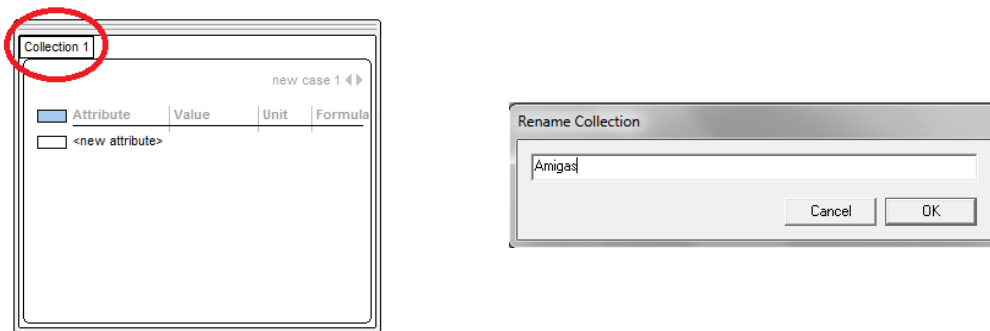 Collection 1
new case 1
Attribute Value Unit Formula
<new attribute>
Rename Collection
Amigas
Cancel OK